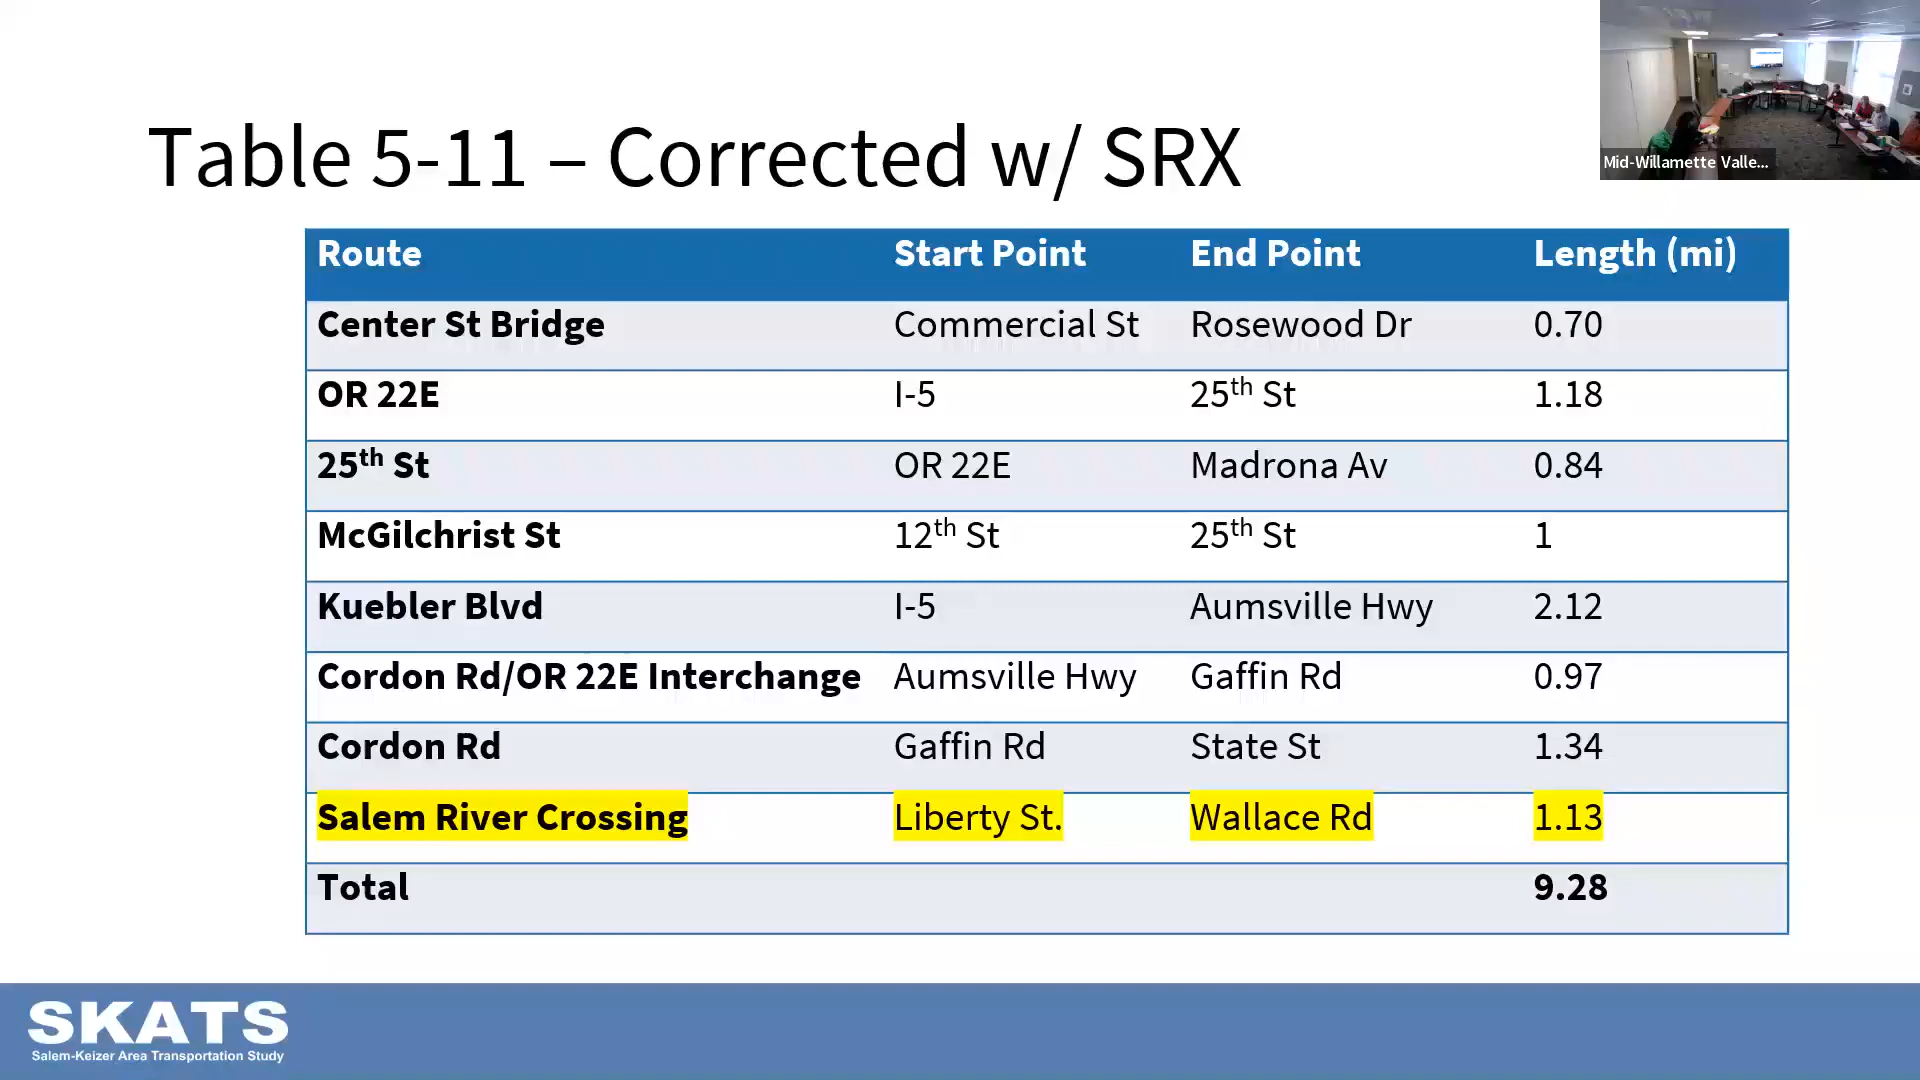 Mid-Willamette Valle...
Table 5-11 – Corrected w/ SRX
Route Start Point End Point Length (mi)
Center St Bridge Commercial St Rosewood Dr 0.70
OR 22E I-5 25th St 1.18
25th St OR 22E Madrona Av 0.84
McGilchrist St 12th St 25th St 1
Kuebler Blvd I-5 Aumsville Hwy 2.12
Cordon Rd/OR 22E Interchange Aumsville Hwy Gaffin Rd 0.97
Cordon Rd Gaffin Rd State St 1.34
Salem River Crossing Liberty St. Wallace Rd 1.13
Total 9.28
SKATS
Salem-Keizer Area Transportation Study